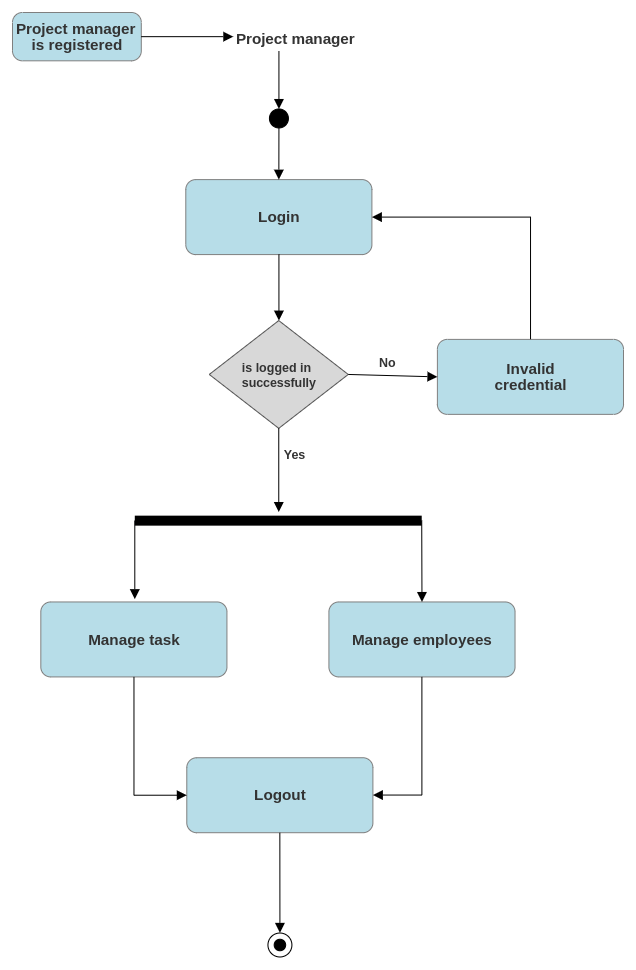 Project manager
is registered
Project manager
Login
is logged in
successfully
No
Invalid
credential
Yes
Manage task
Manage employees
Logout